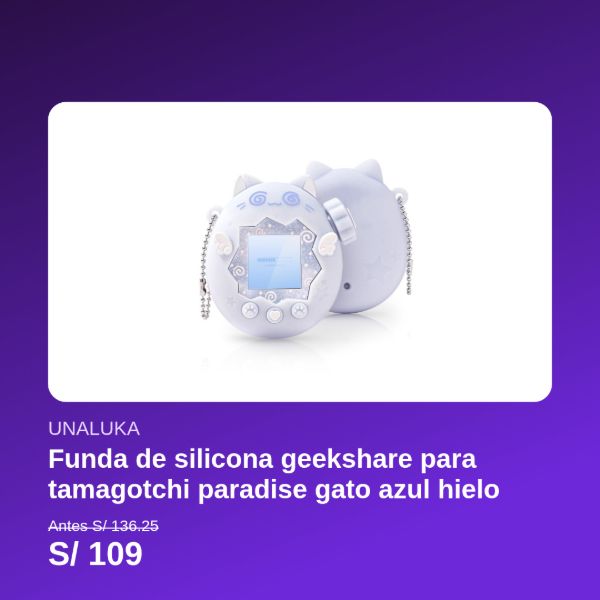 UNALUKA
Funda de silicona geekshare para
tamagotchi paradise gato azul hielo
Antes S/ 136.25
S/ 109